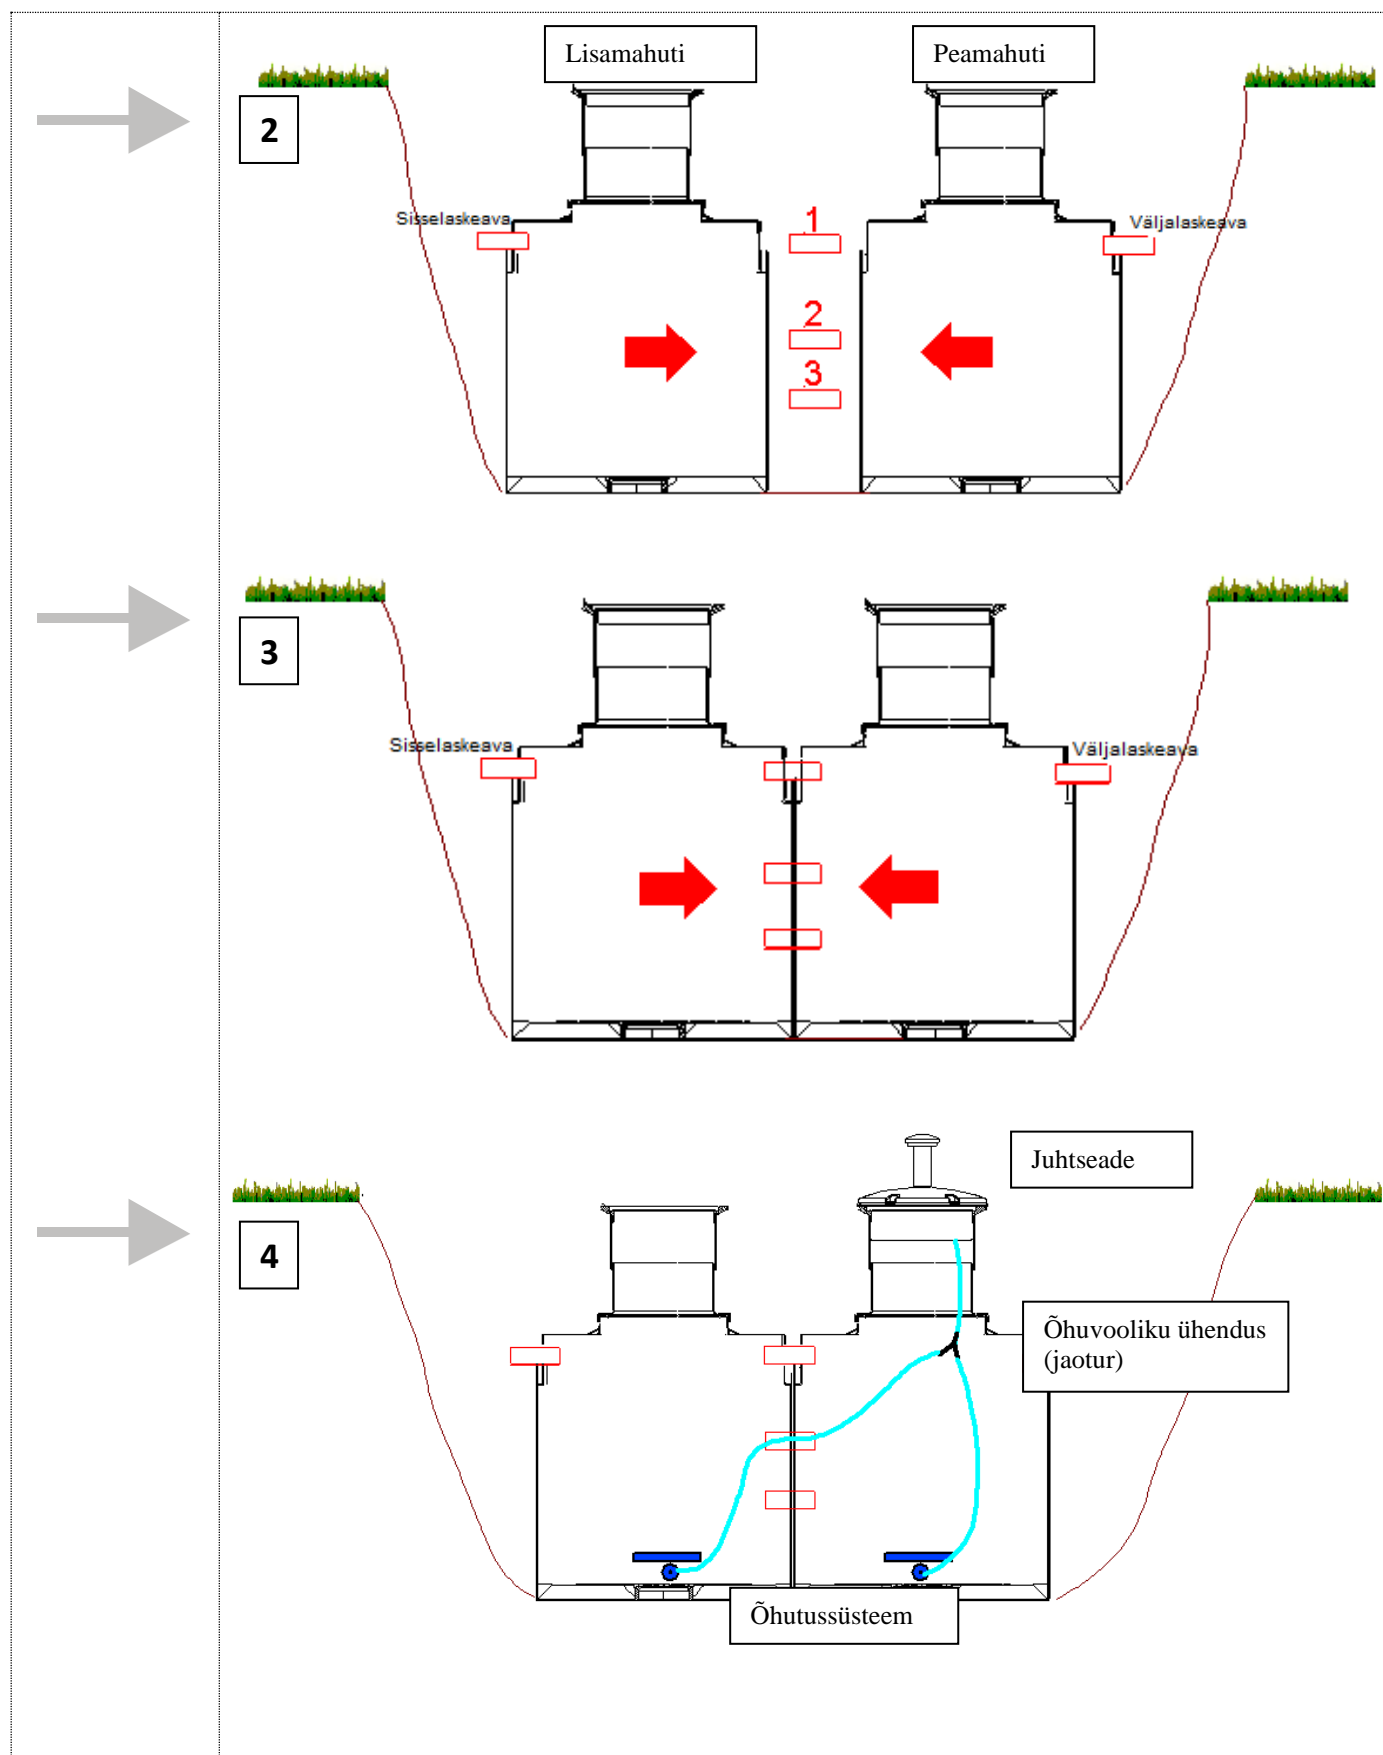 Lisamahuti
Peamahuti
2
Sisselaskeava
1
Väljalaskeava
2
3
3
Sisselaskeava
Väljalaskeava
Juhtseade
4
Õhuvooliku ühendus
(jaotur)
Õhutussüsteem